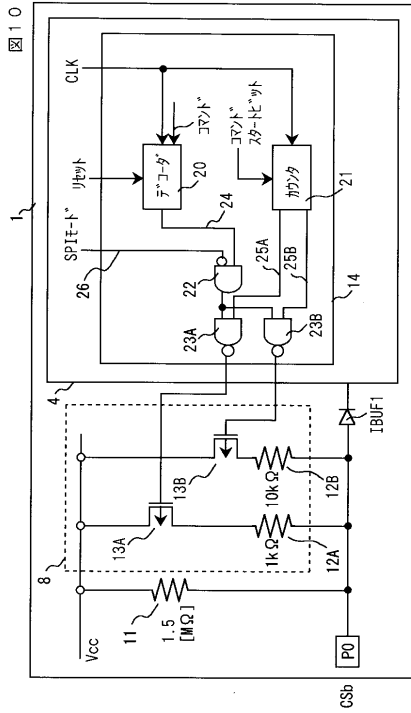 図10
1
CLK
コマンド
リセット
デコーダ
20
コマンド
スタートビット
カウンタ
21
SPIモード
26
24
22
25A
25B
23A
23B
14
4
8
13A
13B
IBUF1
Vcc
11
1.5
[MΩ]
1kΩ
12A
10kΩ
12B
P0
CSb